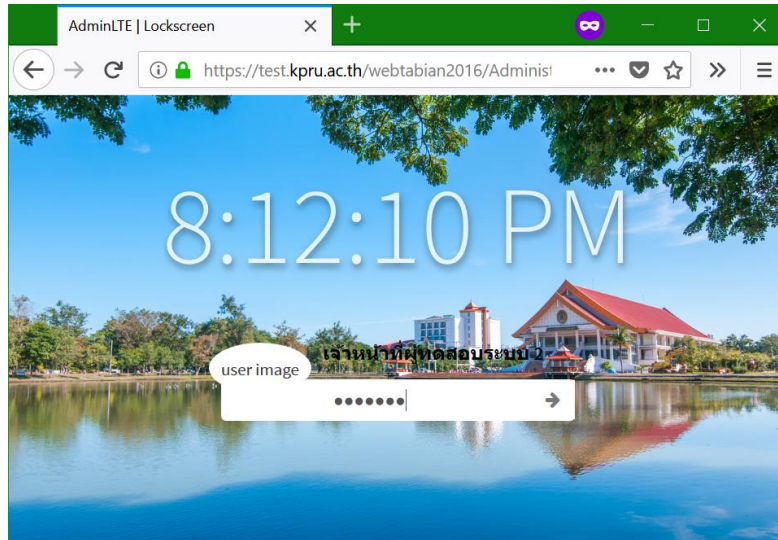 AdminLTE | Lockscreen
https://test.kpru.ac.th/webtabian2016/Administ
8:12:10 PM
เจ้าหน้าที่ผู้ทดสอบระบบ 2
user image